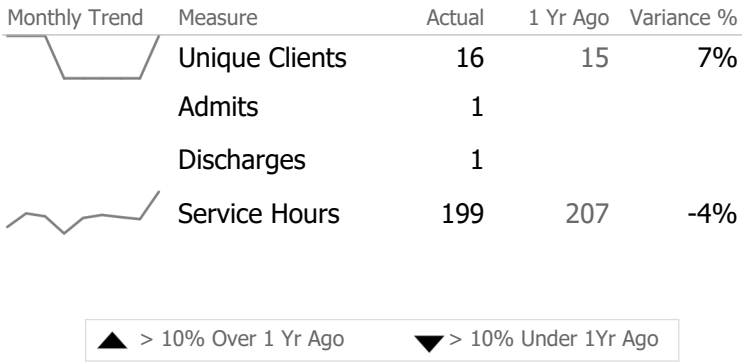 Monthly Trend Measure Actual 1 Yr Ago Variance %
Unique Clients 16 15 7%
Admits 1
Discharges 1
Service Hours 199 207 -4%
> 10% Over 1 Yr Ago > 10% Under 1Yr Ago